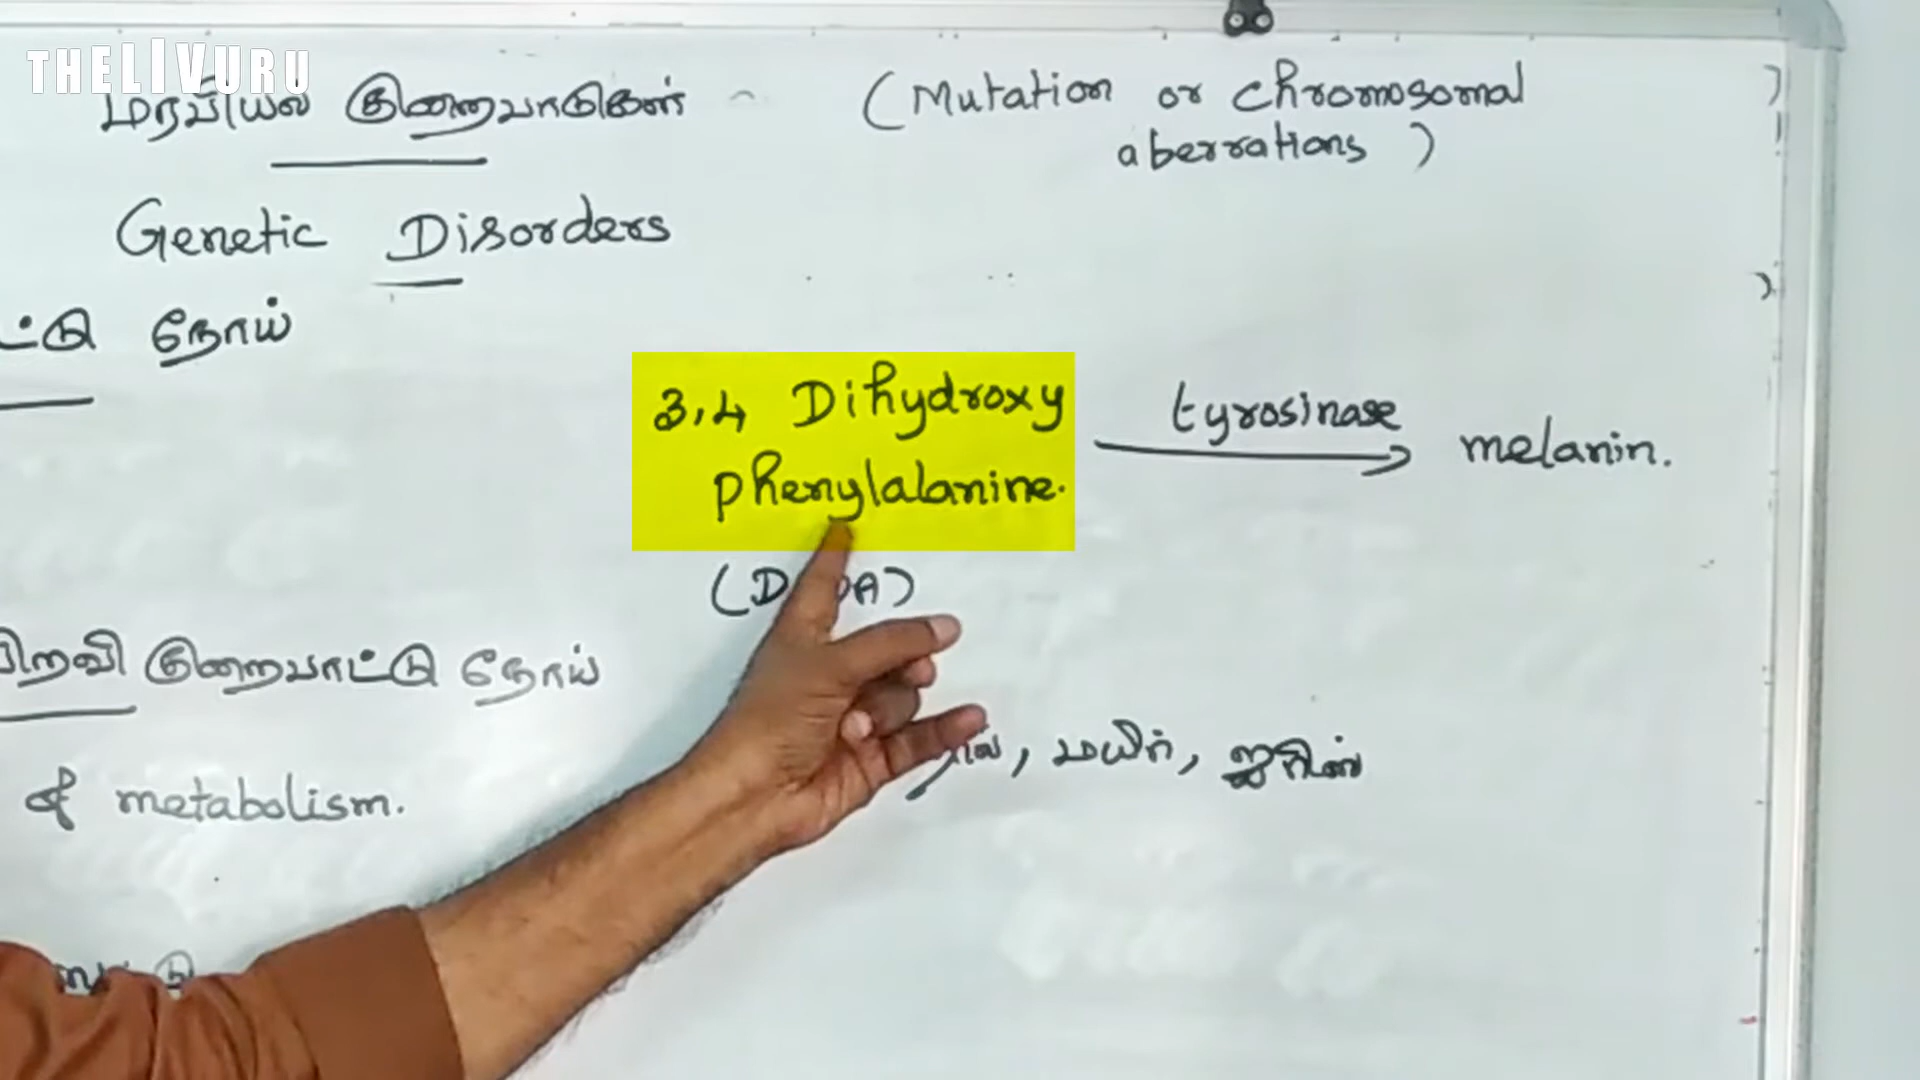 THELIVURU
மரபியல் குறைபாடுகள் - (Mutation or chromosomal
aberrations)
Genetic Disorders
நோய்
3,4 Dihydroxy
phenylalanine.
tyrosinase
melanin.
பிறவி குறைபாட்டு நோய்
of metabolism.
மயிர், ஐரிஸ்